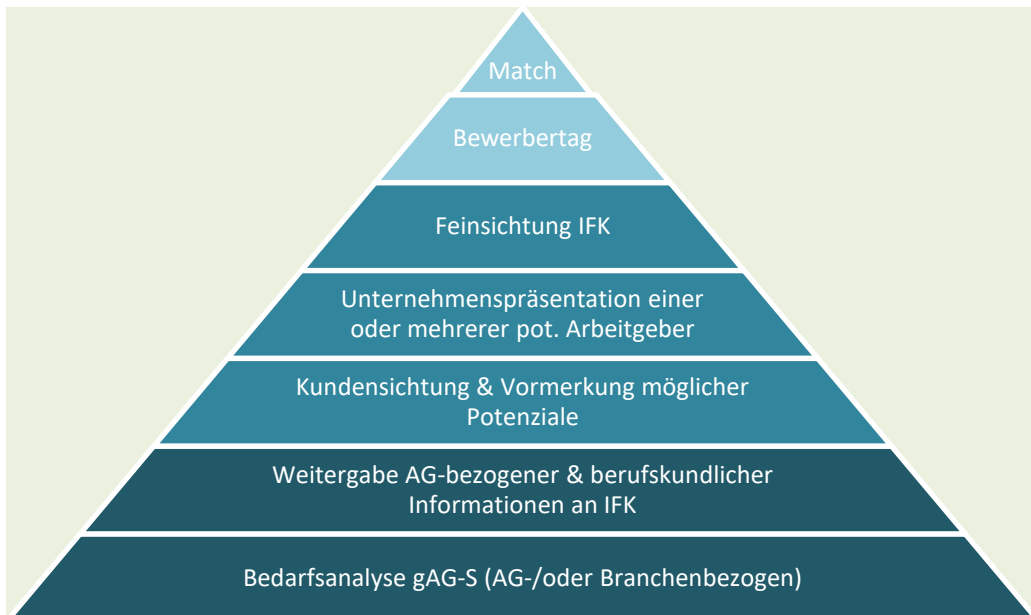 Match
Bewerbertag
Feinsichtung IFK
Unternehmenspräsentation einer
oder mehrerer pot. Arbeitgeber
Kundensichtung & Vormerkung möglicher
Potenziale
Weitergabe AG-bezogener & berufskundlicher
Informationen an IFK
Bedarfsanalyse gAG-S (AG-/oder Branchenbezogen)